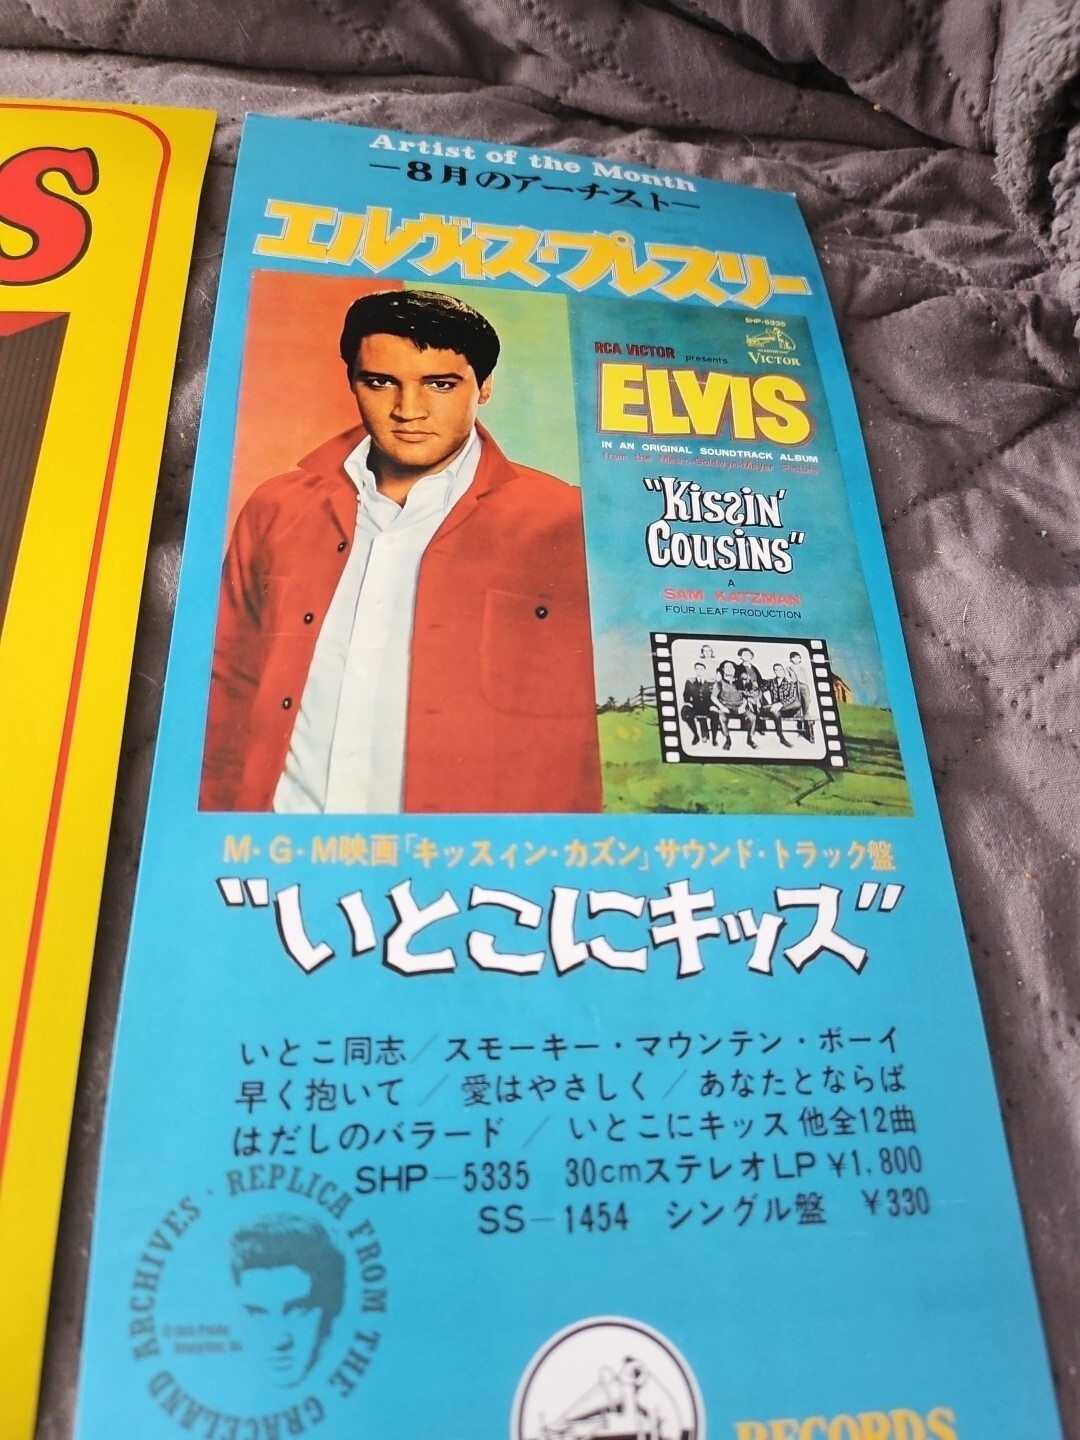 S
Artist of the Month
—8月のアーチスト—
エルヴィス・プレスリー
SHP-5335
RCA VICTOR presents
VICTOR
ELVIS
IN AN ORIGINAL SOUNDTRACK ALBUM
from the Metro-Goldwyn-Mayer Picture
"Kissin'
Cousins"
A
SAM KATZMAN
FOUR LEAF PRODUCTION
M・G・M映画「キッスィン・カズン」サウンド・トラック盤
"いとこにキッス"
いとこ同志／スモーキー・マウンテン・ボーイ
早く抱いて／愛はやさしく／あなたとならば
はだしのバラード／いとこにキッス他全12曲
SHP—5335 30cmステレオLP ¥1,800
SS—1454 シングル盤 ¥330
REPLICA FROM THE GRACELAND ARCHIVES ·
RECORDS